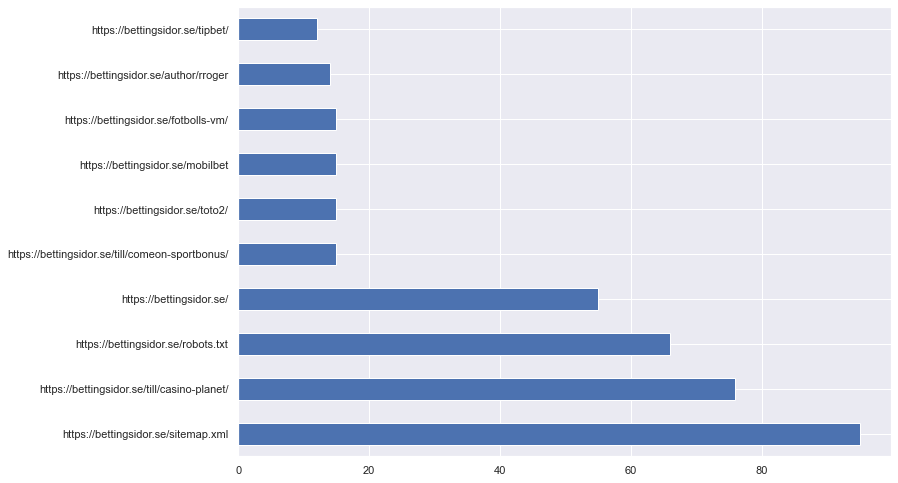 https://bettingsidor.se/tipbet/
https://bettingsidor.se/author/rroger
https://bettingsidor.se/fotbolls-vm/
https://bettingsidor.se/mobilbet
https://bettingsidor.se/toto2/
https://bettingsidor.se/till/comeon-sportbonus/
https://bettingsidor.se/
https://bettingsidor.se/robots.txt
https://bettingsidor.se/till/casino-planet/
https://bettingsidor.se/sitemap.xml
0 20 40 60 80